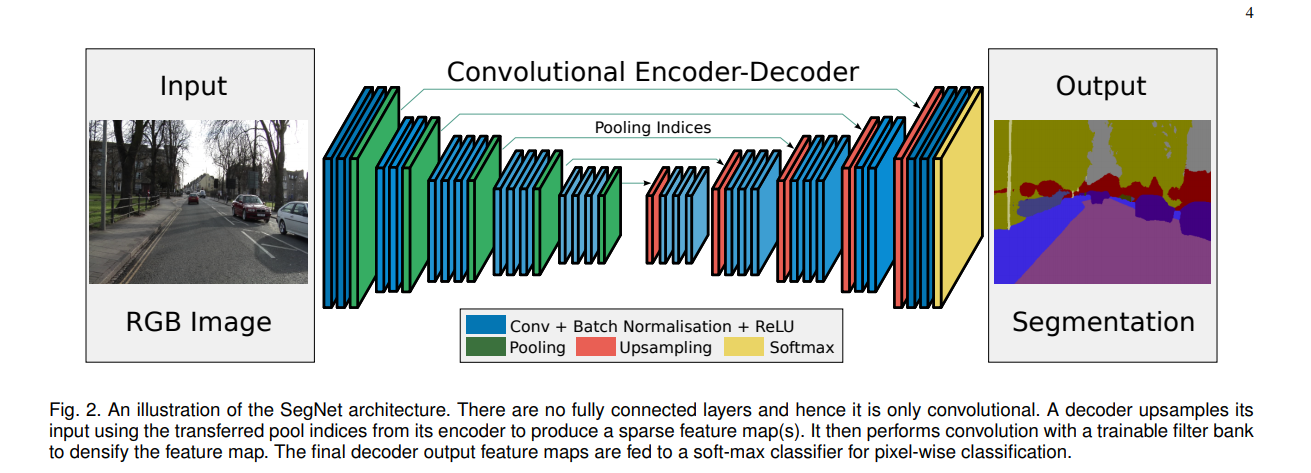 4
Convolutional Encoder-Decoder
Input
Output
Pooling Indices
RGB Image
Segmentation
Conv + Batch Normalisation + ReLU
Pooling Upsampling Softmax
Fig. 2. An illustration of the SegNet architecture. There are no fully connected layers and hence it is only convolutional. A decoder upsamples its
input using the transferred pool indices from its encoder to produce a sparse feature map(s). It then performs convolution with a trainable filter bank
to densify the feature map. The final decoder output feature maps are fed to a soft-max classifier for pixel-wise classification.